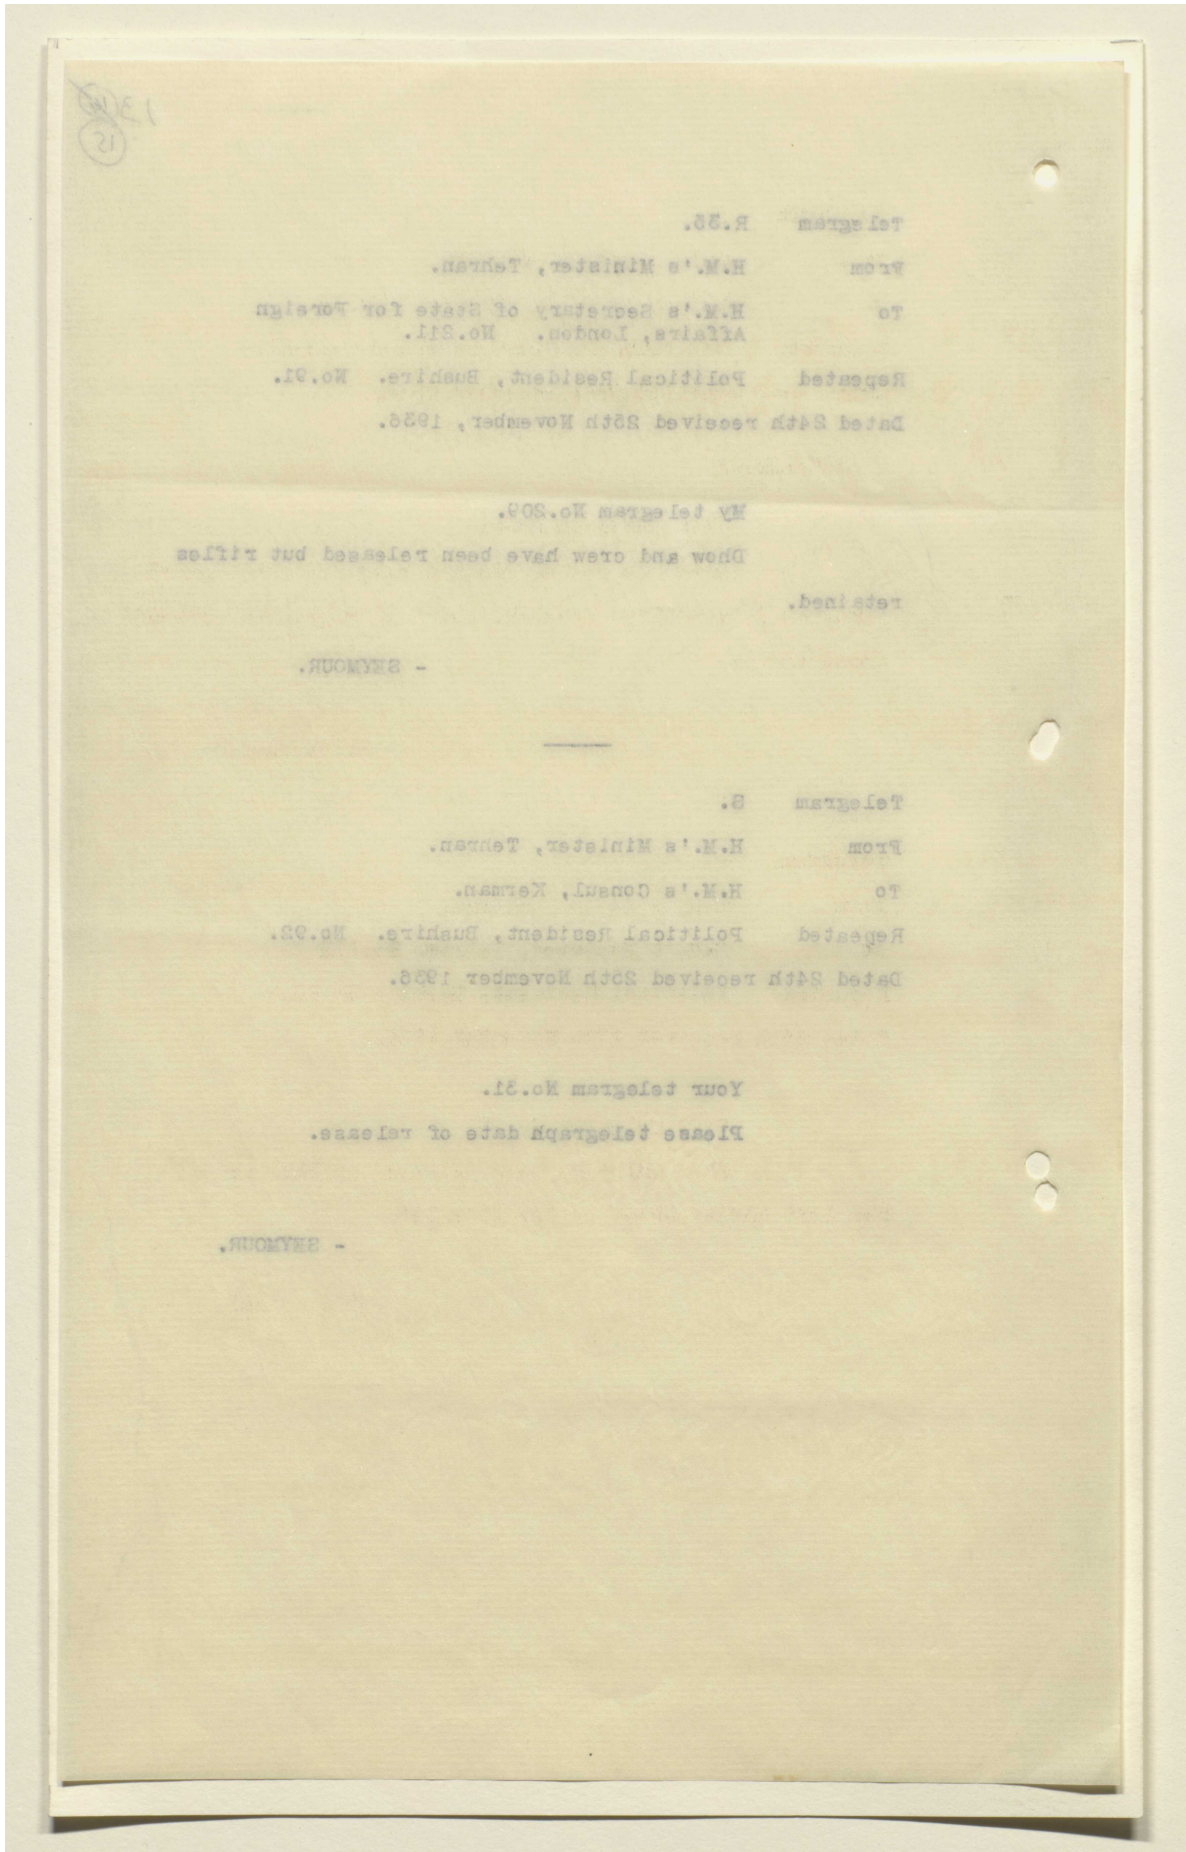 Telegram R.35.
From H.M.'s Minister, Tehran.
To H.M.'s Secretary of State for Foreign
Affairs, London. No.211.
Repeated Political Resident, Bushire. No.91.
Dated 24th received 25th November, 1936.
My telegram No.209.
Dhow and crew have been released but rifles
retained.
- SEYMOUR.
Telegram S.
From H.M.'s Minister, Tehran.
To H.M.'s Consul, Kerman.
Repeated Political Resident, Bushire. No.92.
Dated 24th received 25th November 1936.
Your telegram No.31.
Please telegraph date of release.
- SEYMOUR.